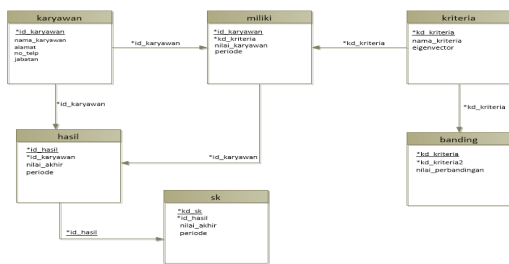 karyawan
*id_karyawan
nama_karyawan
alamat
no_telp
jabatan
*id_karyawan
miliki
*id_karyawan
*kd_kriteria
nilai_karyawan
periode
*kd_kriteria
kriteria
*kd_kriteria
nama_kriteria
eigenvector
*id_karyawan
*kd_kriteria
hasil
*id_hasil
*id_karyawan
nilai_akhir
periode
*id_karyawan
banding
*kd_kriteria
*kd_kriteria2
nilai_perbandingan
*id_hasil
sk
*kd_sk
*id_hasil
nilai_akhir
periode